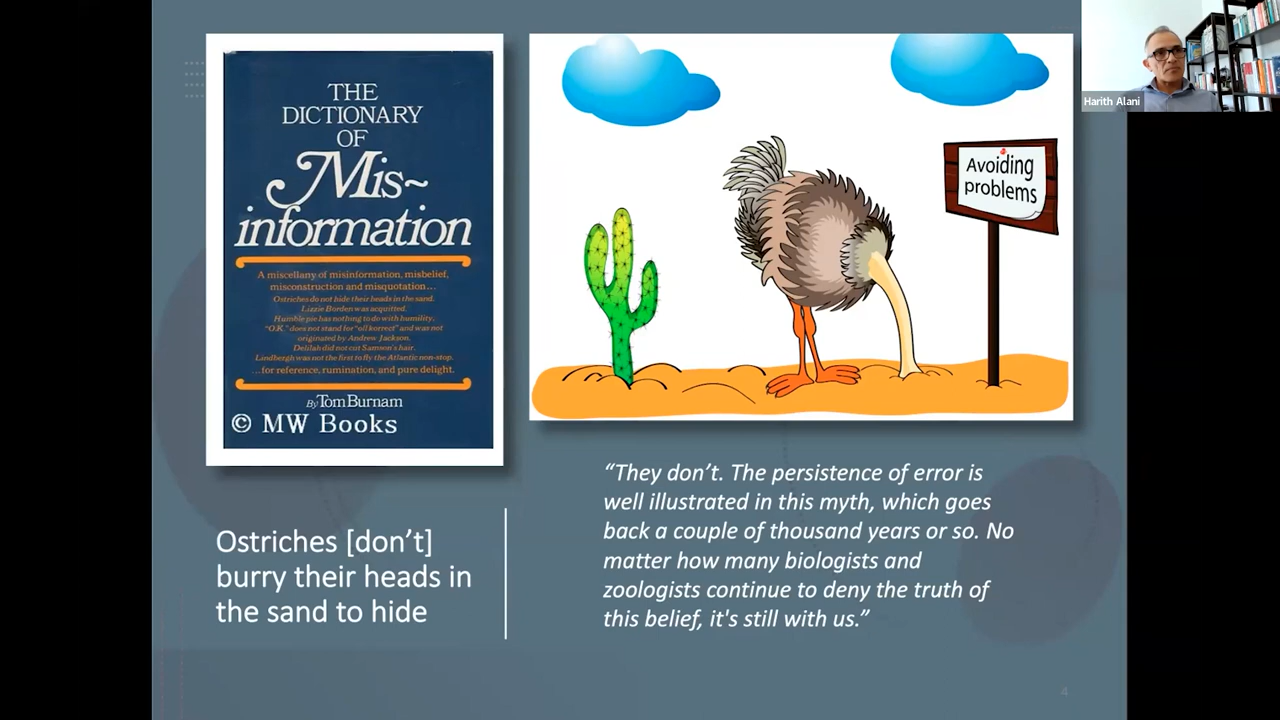 THE
DICTIONARY
OF
Mis~
information
A miscellany of misinformation, misbelief,
misconstruction and misquotation...
Ostriches do not hide their heads in the sand.
Lizzie Borden was acquitted.
Humble pie has nothing to do with humility.
"O.K." does not stand for "oll korrect" and was not
originated by Andrew Jackson.
Delilah did not cut Samson's hair.
Lindbergh was not the first to fly the Atlantic non-stop.
...for reference, rumination, and pure delight.
By Tom Burnam
© MW Books
Avoiding
problems
Harith Alani
Ostriches [don't]
burry their heads in
the sand to hide
“They don’t. The persistence of error is
well illustrated in this myth, which goes
back a couple of thousand years or so. No
matter how many biologists and
zoologists continue to deny the truth of
this belief, it's still with us.”
4